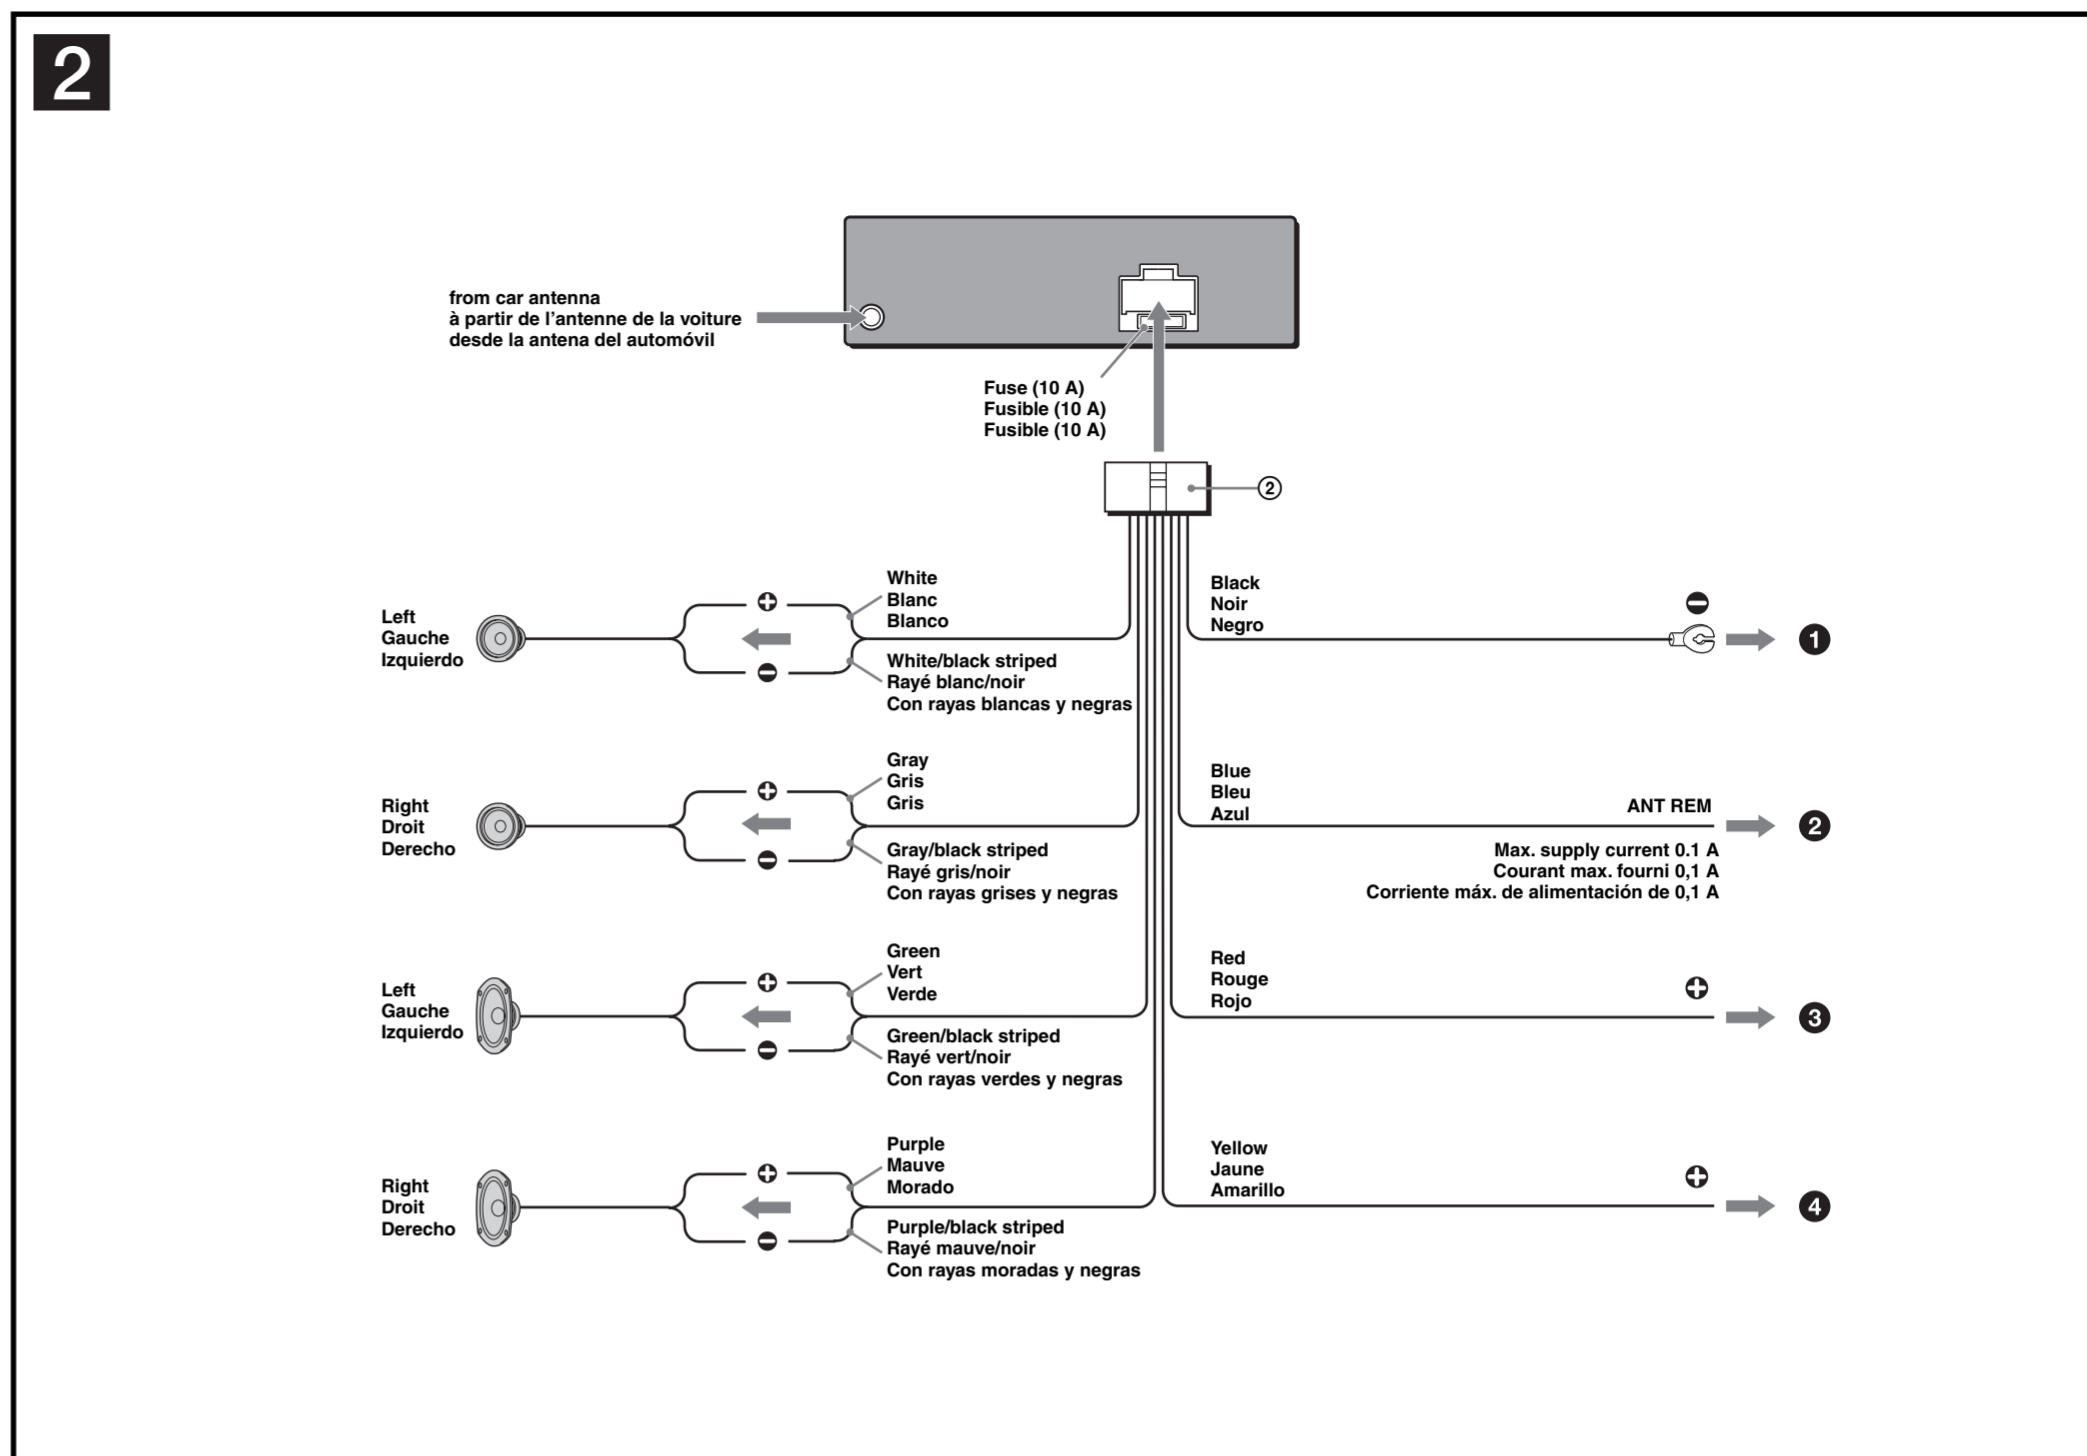 2
from car antenna
à partir de l’antenne de la voiture
desde la antena del automóvil
Fuse (10 A)
Fusible (10 A)
Fusible (10 A)
2
Left
Gauche
Izquierdo
White
Blanc
Blanco
White/black striped
Rayé blanc/noir
Con rayas blancas y negras
Black
Noir
Negro
1
Right
Droit
Derecho
Gray
Gris
Gris
Gray/black striped
Rayé gris/noir
Con rayas grises y negras
Blue
Bleu
Azul
ANT REM
2
Max. supply current 0.1 A
Courant max. fourni 0,1 A
Corriente máx. de alimentación de 0,1 A
Left
Gauche
Izquierdo
Green
Vert
Verde
Green/black striped
Rayé vert/noir
Con rayas verdes y negras
Red
Rouge
Rojo
3
Right
Droit
Derecho
Purple
Mauve
Morado
Purple/black striped
Rayé mauve/noir
Con rayas moradas y negras
Yellow
Jaune
Amarillo
4